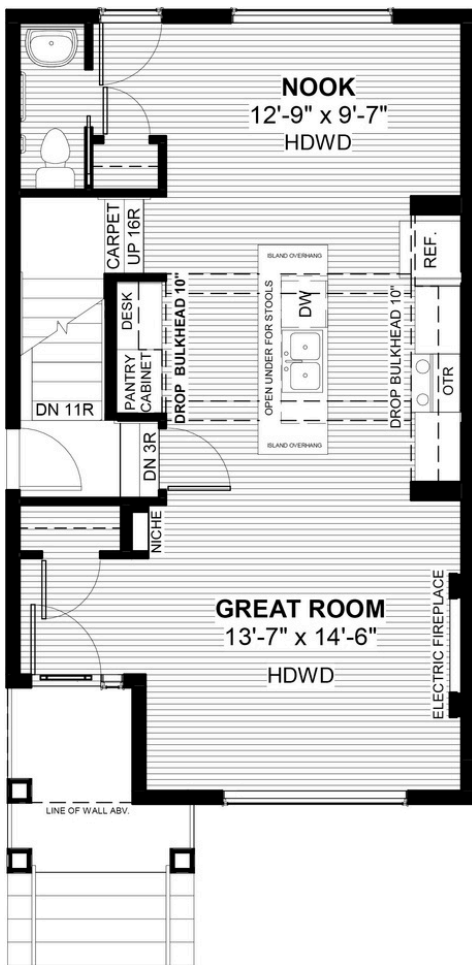 NOOK
12'-9" x 9'-7"
HDWD
CARPET
UP 16R
REF.
ISLAND OVERHANG
DESK
PANTRY
CABINET
DROP BULKHEAD 10"
OPEN UNDER FOR STOOLS
DW
DROP BULKHEAD 10"
OTR
DN 11R
DN 3R
ISLAND OVERHANG
NICHE
GREAT ROOM
13'-7" x 14'-6"
HDWD
ELECTRIC FIREPLACE
LINE OF WALL ABV.